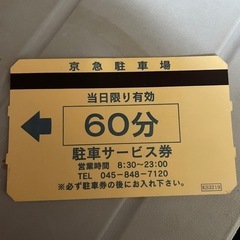 京急駐車場
当日限り有効
60分
駐車サービス券
営業時間 8:30〜23:00
TEL 045-848-7120
※必ず駐車券の後にお入れ下さい。